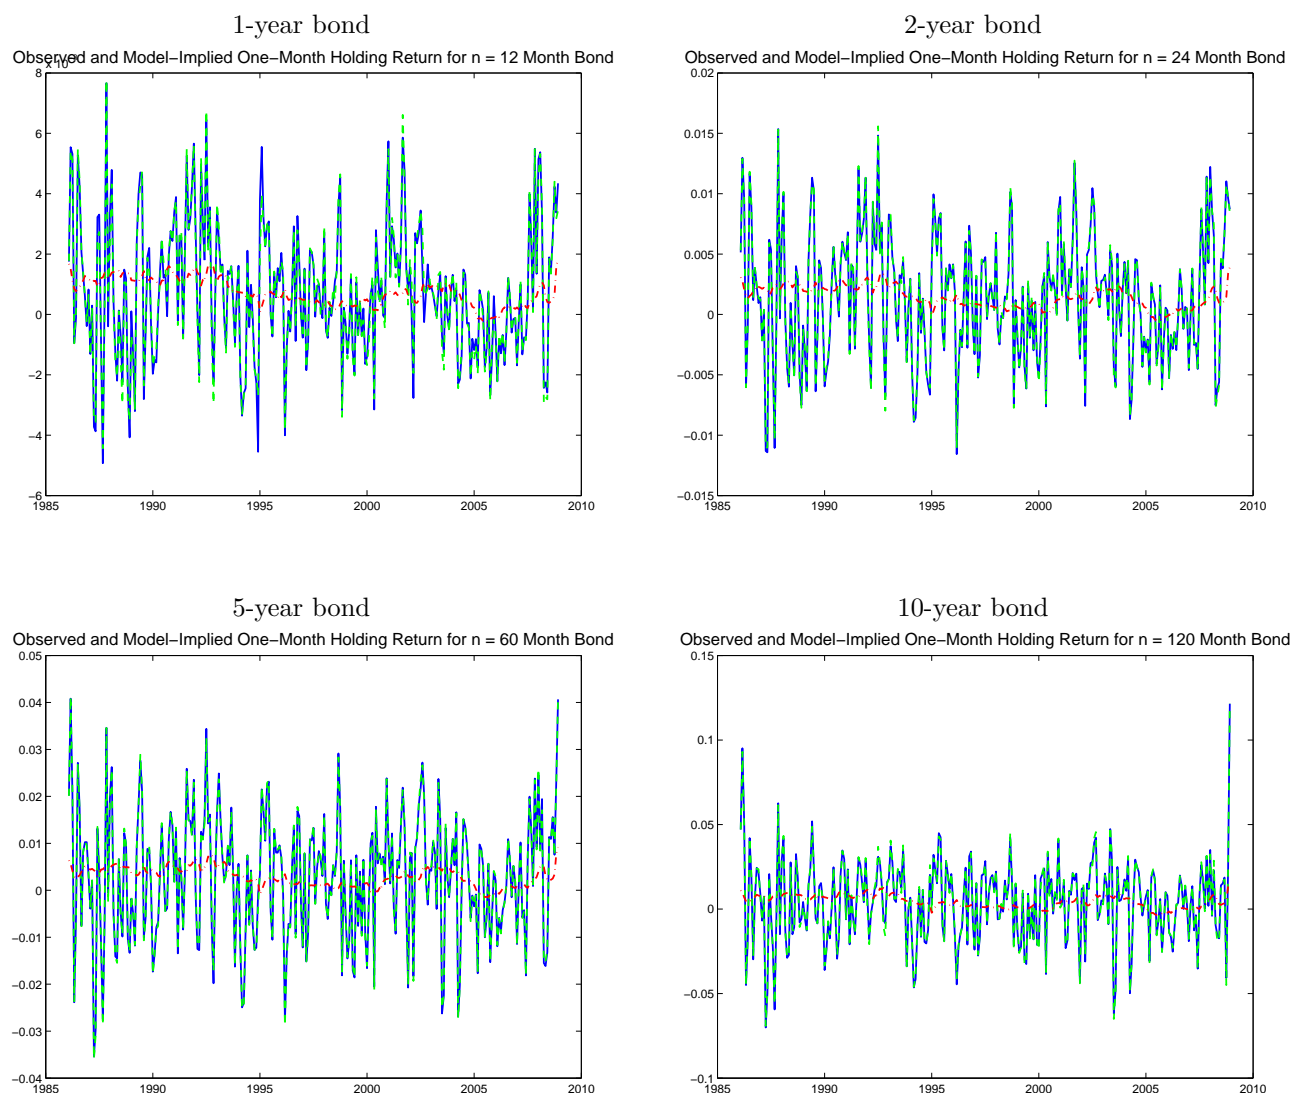 1-year bond
Observed and Model−Implied One−Month Holding Return for n = 12 Month Bond
8
6
4
2
0
−2
−4
−6
1985 1990 1995 2000 2005 2010
2-year bond
Observed and Model−Implied One−Month Holding Return for n = 24 Month Bond
0.02
0.015
0.01
0.005
0
−0.005
−0.01
−0.015
1985 1990 1995 2000 2005 2010
5-year bond
Observed and Model−Implied One−Month Holding Return for n = 60 Month Bond
0.05
0.04
0.03
0.02
0.01
0
−0.01
−0.02
−0.03
−0.04
1985 1990 1995 2000 2005 2010
10-year bond
Observed and Model−Implied One−Month Holding Return for n = 120 Month Bond
0.15
0.1
0.05
0
−0.05
−0.1
1985 1990 1995 2000 2005 2010